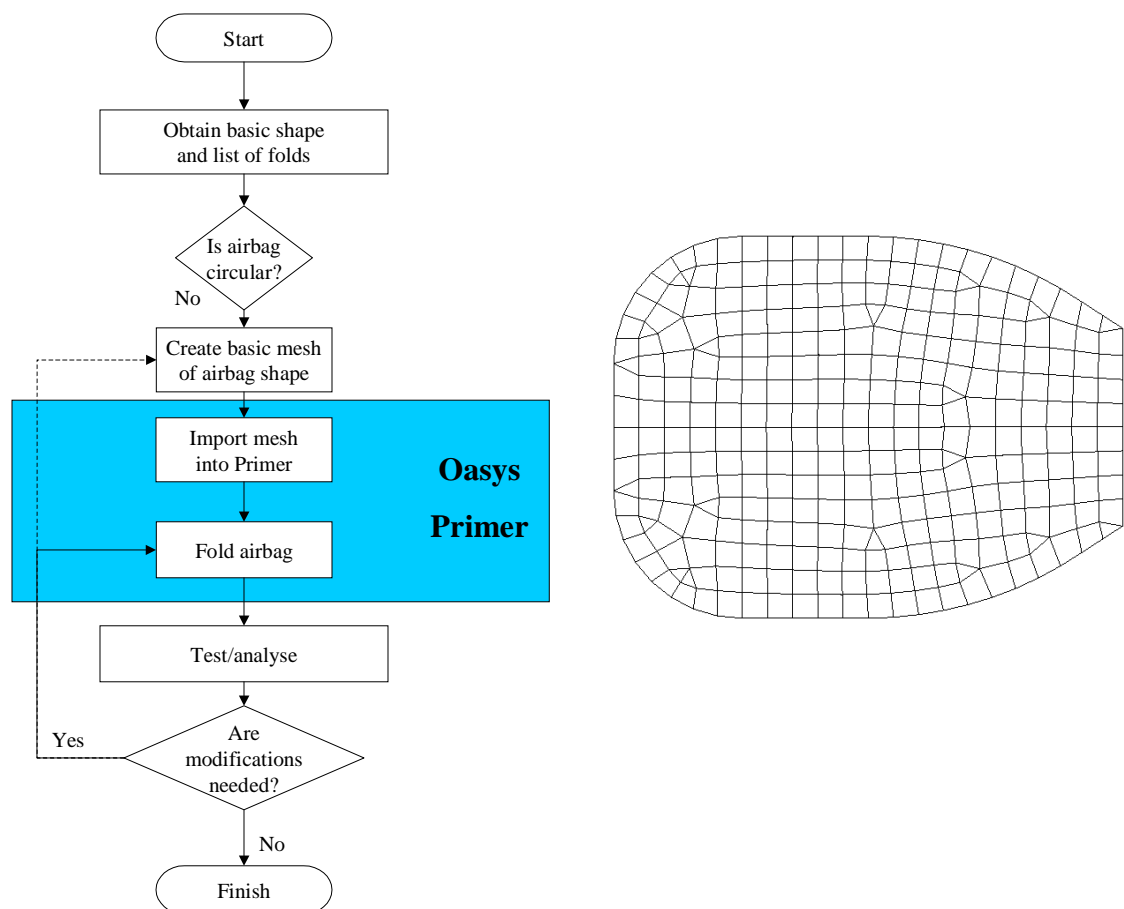 Start
Obtain basic shape
and list of folds
Is airbag
circular?
No
Create basic mesh
of airbag shape
Import mesh
into Primer
Oasys
Primer
Fold airbag
Test/analyse
Yes
Are
modifications
needed?
No
Finish